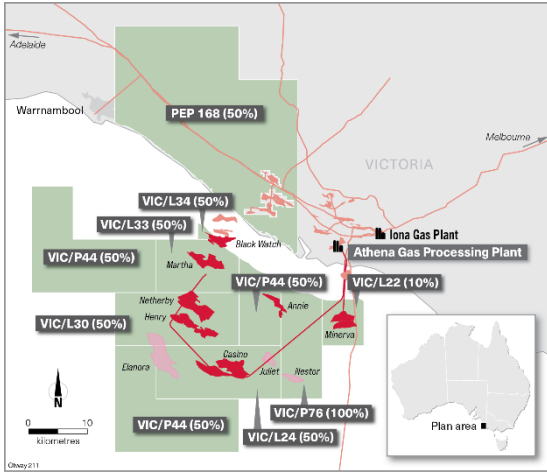 Adelaide
Warrnambool
PEP 168 (50%)
Melbourne
VICTORIA
VIC/L34 (50%)
VIC/L33 (50%)
Black Watch
Iona Gas Plant
Athena Gas Processing Plant
VIC/P44 (50%)
Martha
VIC/P44 (50%)
VIC/L22 (10%)
Netherby
Annie
Henry
VIC/L30 (50%)
Minerva
Elanora
Casino
Juliet
Nestor
N
VIC/P76 (100%)
VIC/P44 (50%)
VIC/L24 (50%)
Plan area
0 10
kilometres
Otway 211